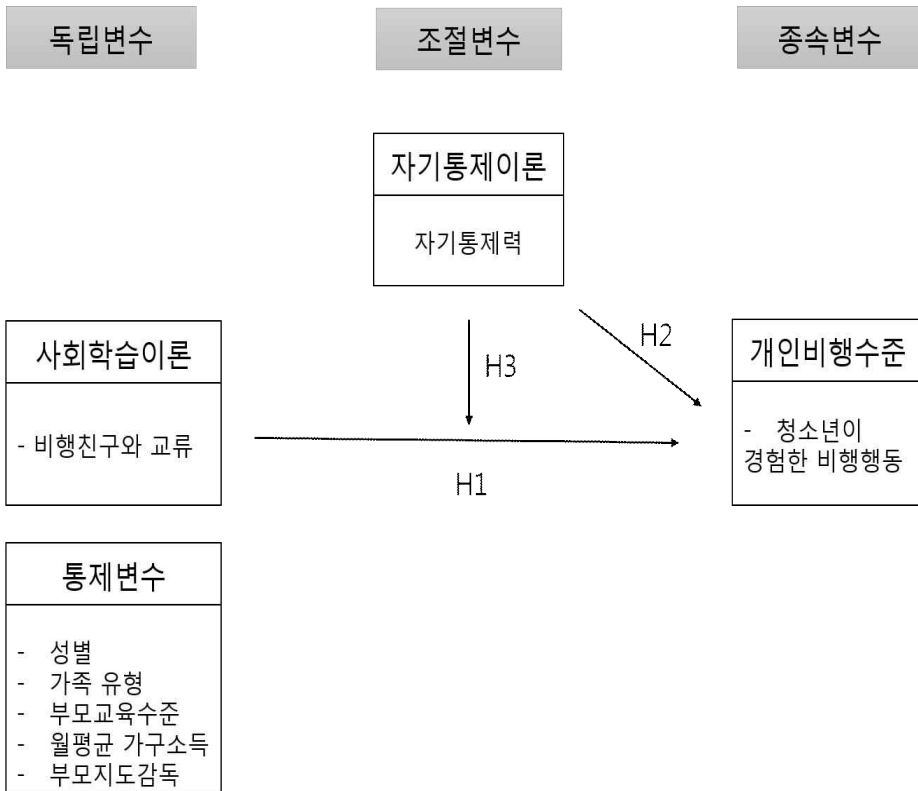 독립변수
조절변수
종속변수
자기통제이론
자기통제력
사회학습이론
- 비행친구와 교류
H3
H2
H1
개인비행수준
- 청소년이
경험한 비행행동
통제변수
- 성별
- 가족 유형
- 부모교육수준
- 월평균 가구소득
- 부모지도감독